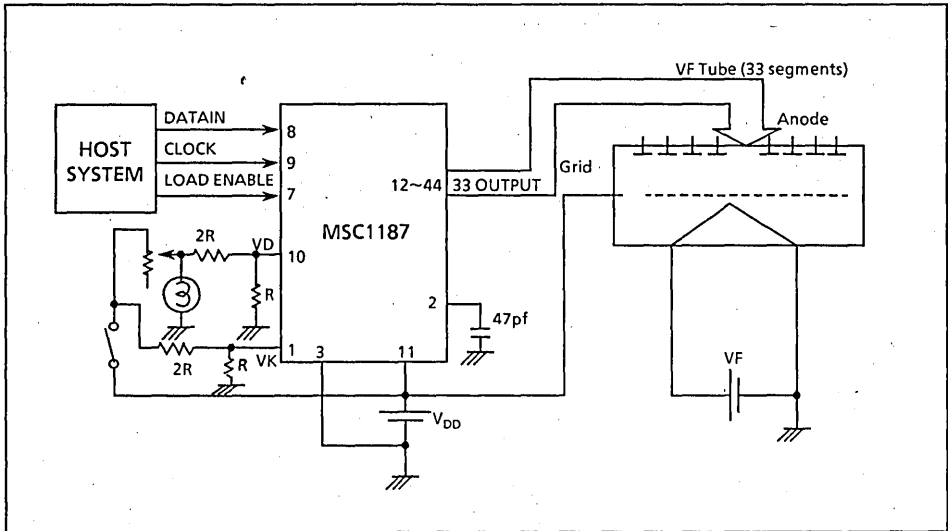 VF Tube (33 segments)
DATAIN
Anode
8
HOST
SYSTEM
CLOCK
9
Grid
LOAD ENABLE
7
12~44
33 OUTPUT
MSC1187
2R
VD
10
R
2
47pf
2R
R
VK
1
3
11
VF
VDD